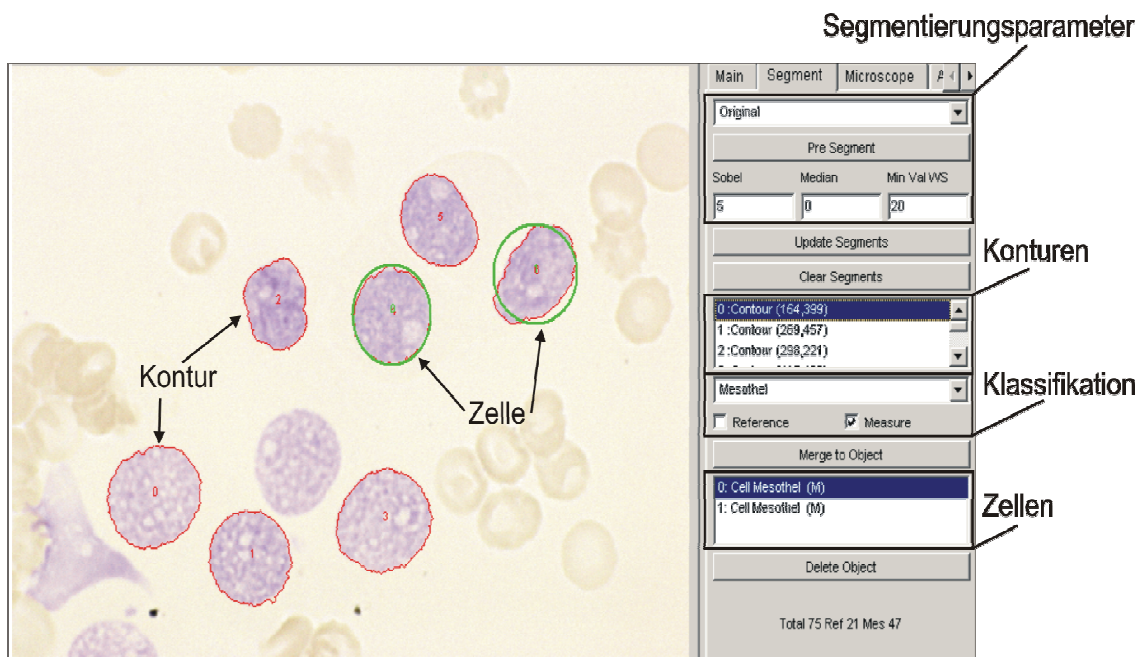 Segmentierungsparameter
Main Segment Microscope
Original
Pre Segment
Sobel Median Min Val WS
5 0 20
Update Segments
Konturen
Clear Segments
0 :Contour (164,399)
1 :Contour (269,457)
2 :Contour (298,221)
Klassifikation
Mesothel
Reference Measure
Merge to Object
0: Cell Mesothel (M)
1: Cell Mesothel (M)
Zellen
Delete Object
Total 75 Ref 21 Mes 47
5
2
Kontur
Zelle
0
3
1